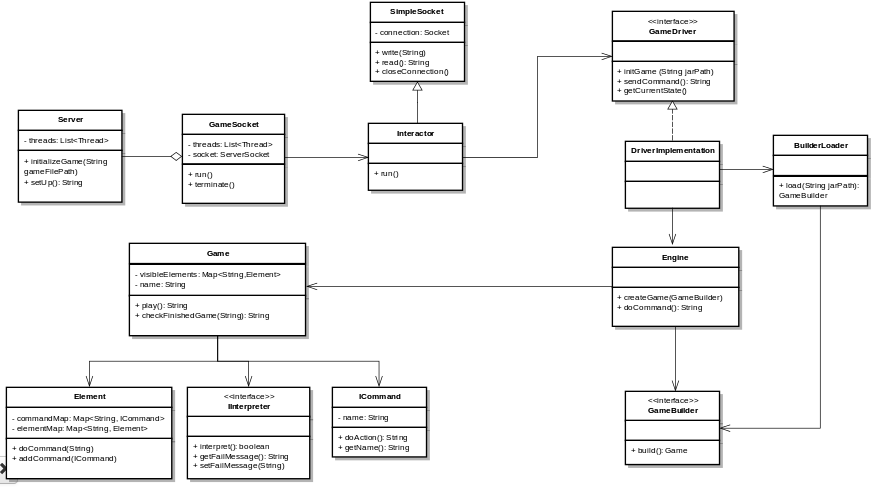 SimpleSocket
- connection: Socket
+ write(String)
+ read(): String
+ closeConnection()
<<interface>>
GameDriver
+ initGame (String jarPath)
+ sendCommand(): String
+ getCurrentState()
Server
- threads: List<Thread>
+ initializeGame(String
gameFilePath)
+ setUp(): String
GameSocket
- threads: List<Thread>
- socket: ServerSocket
+ run()
+ terminate()
Interactor
+ run()
DriverImplementation
BuilderLoader
+ load(String jarPath):
GameBuilder
Game
- visibleElements: Map<String,Element>
- name: String
+ play(): String
+ checkFinishedGame(String): String
Engine
+ createGame(GameBuilder)
+ doCommand(): String
Element
- commandMap: Map<String, ICommand>
- elementMap: Map<String, Element>
+ doCommand(String)
+ addCommand(ICommand)
<<interface>>
IInterpreter
+ interpret(): boolean
+ getFailMessage(): String
+ setFailMessage(String)
ICommand
- name: String
+ doAction(): String
+ getName(): String
<<interface>>
GameBuilder
+ build(): Game